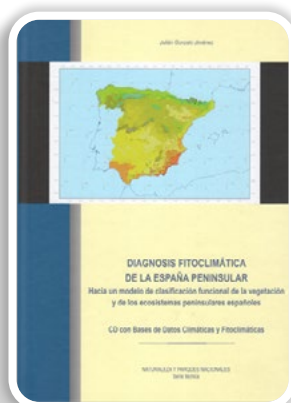 Julián Gonzalo Jiménez
DIAGNOSIS FITOCLIMÁTICA
DE LA ESPAÑA PENINSULAR
Hacia un modelo de clasificación funcional de la vegetación
y de los ecosistemas peninsulares españoles
CD con Bases de Datos Climáticas y Fitoclimáticas
NATURALEZA Y PARQUES NACIONALES
Serie técnica